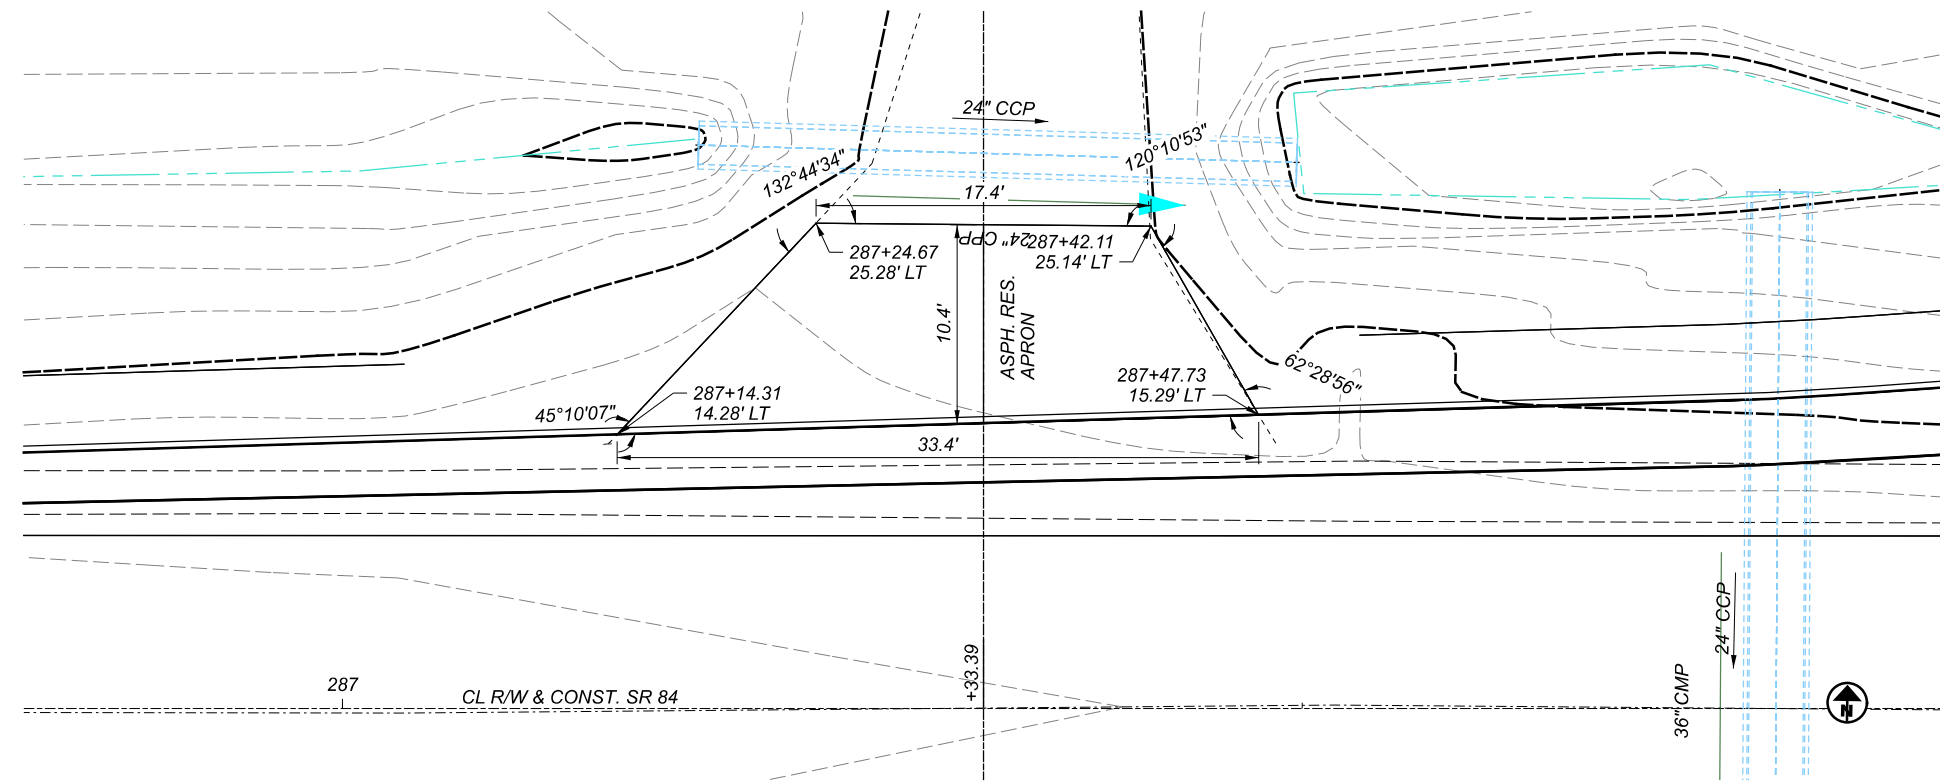 24" CCP
120°10'53"
132°44'34"
17.4'
24" CPP
287+24.67
25.28' LT
287+42.11
25.14' LT
10.4'
ASPH. RES.
APRON
287+14.31
14.28' LT
287+47.73
15.29' LT
62°28'56"
45°10'07"
33.4'
24" CCP
+33.39
287
CL R/W & CONST. SR 84
36" CMP
N